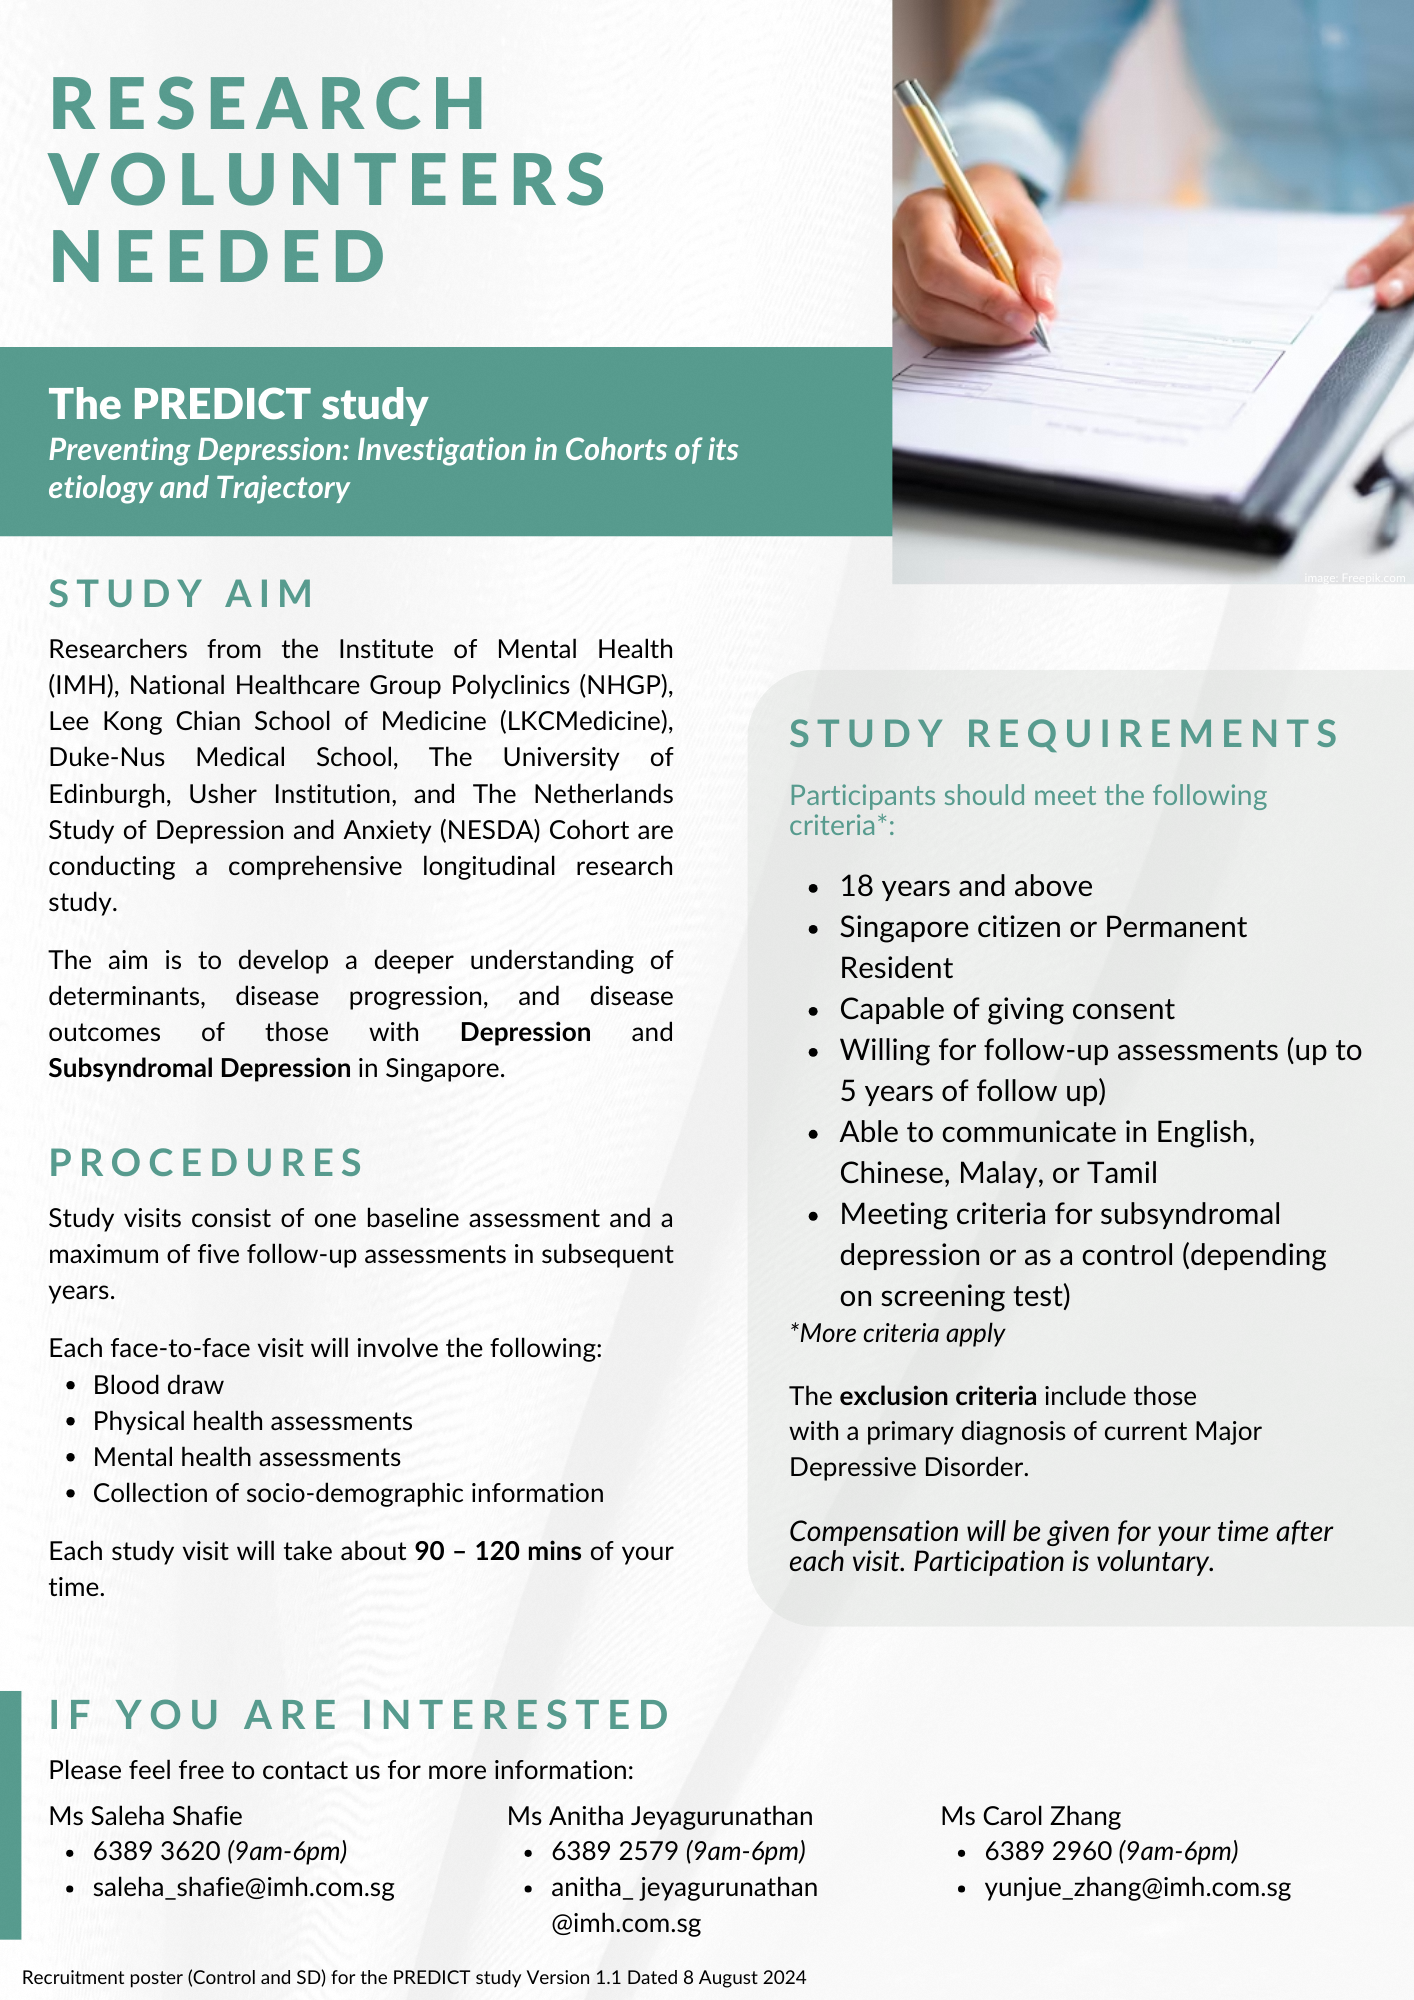 RESEARCH
VOLUNTEERS
NEEDED
The PREDICT study
Preventing Depression: Investigation in Cohorts of its
etiology and Trajectory
image: Freepik.com
STUDY AIM
Researchers from the Institute of Mental Health
(IMH), National Healthcare Group Polyclinics (NHGP),
Lee Kong Chian School of Medicine (LKCMedicine),
Duke-Nus Medical School, The University of
Edinburgh, Usher Institution, and The Netherlands
Study of Depression and Anxiety (NESDA) Cohort are
conducting a comprehensive longitudinal research
study.
The aim is to develop a deeper understanding of
determinants, disease progression, and disease
outcomes of those with Depression and
Subsyndromal Depression in Singapore.
PROCEDURES
Study visits consist of one baseline assessment and a
maximum of five follow-up assessments in subsequent
years.
Each face-to-face visit will involve the following:
• Blood draw
• Physical health assessments
• Mental health assessments
• Collection of socio-demographic information
Each study visit will take about 90 – 120 mins of your
time.
STUDY REQUIREMENTS
Participants should meet the following
criteria*:
• 18 years and above
• Singapore citizen or Permanent
Resident
• Capable of giving consent
• Willing for follow-up assessments (up to
5 years of follow up)
• Able to communicate in English,
Chinese, Malay, or Tamil
• Meeting criteria for subsyndromal
depression or as a control (depending
on screening test)
*More criteria apply
The exclusion criteria include those
with a primary diagnosis of current Major
Depressive Disorder.
Compensation will be given for your time after
each visit. Participation is voluntary.
IF YOU ARE INTERESTED
Please feel free to contact us for more information:
Ms Saleha Shafie
• 6389 3620 (9am-6pm)
• saleha_shafie@imh.com.sg
Ms Anitha Jeyagurunathan
• 6389 2579 (9am-6pm)
• anitha_ jeyagurunathan
@imh.com.sg
Ms Carol Zhang
• 6389 2960 (9am-6pm)
• yunjue_zhang@imh.com.sg
Recruitment poster (Control and SD) for the PREDICT study Version 1.1 Dated 8 August 2024